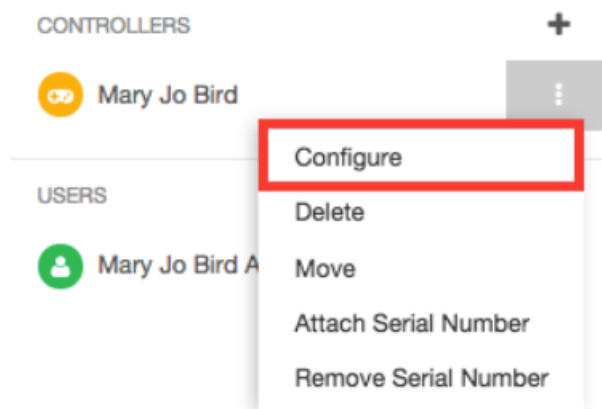 CONTROLLERS
Mary Jo Bird
Configure
USERS
Delete
Mary Jo Bird A
Move
Attach Serial Number
Remove Serial Number